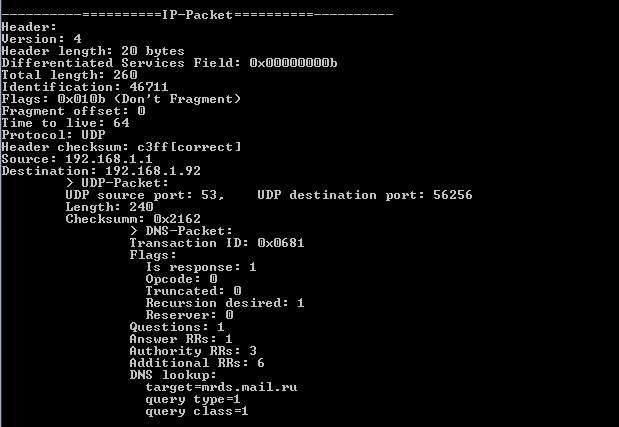 ----------==========IP-Packet==========----------
Header:
Version: 4
Header length: 20 bytes
Differentiated Services Field: 0x00000000b
Total length: 260
Identification: 46711
Flags: 0x010b (Don't Fragment)
Fragment offset: 0
Time to live: 64
Protocol: UDP
Header checksum: c3ff[correct]
Source: 192.168.1.1
Destination: 192.168.1.92
> UDP-Packet:
UDP source port: 53, UDP destination port: 56256
Length: 240
Checksumm: 0x2162
> DNS-Packet:
Transaction ID: 0x0681
Flags:
Is response: 1
Opcode: 0
Truncated: 0
Recursion desired: 1
Reserver: 0
Questions: 1
Answer RRs: 1
Authority RRs: 3
Additional RRs: 6
DNS lookup:
target=mrds.mail.ru
query type=1
query class=1